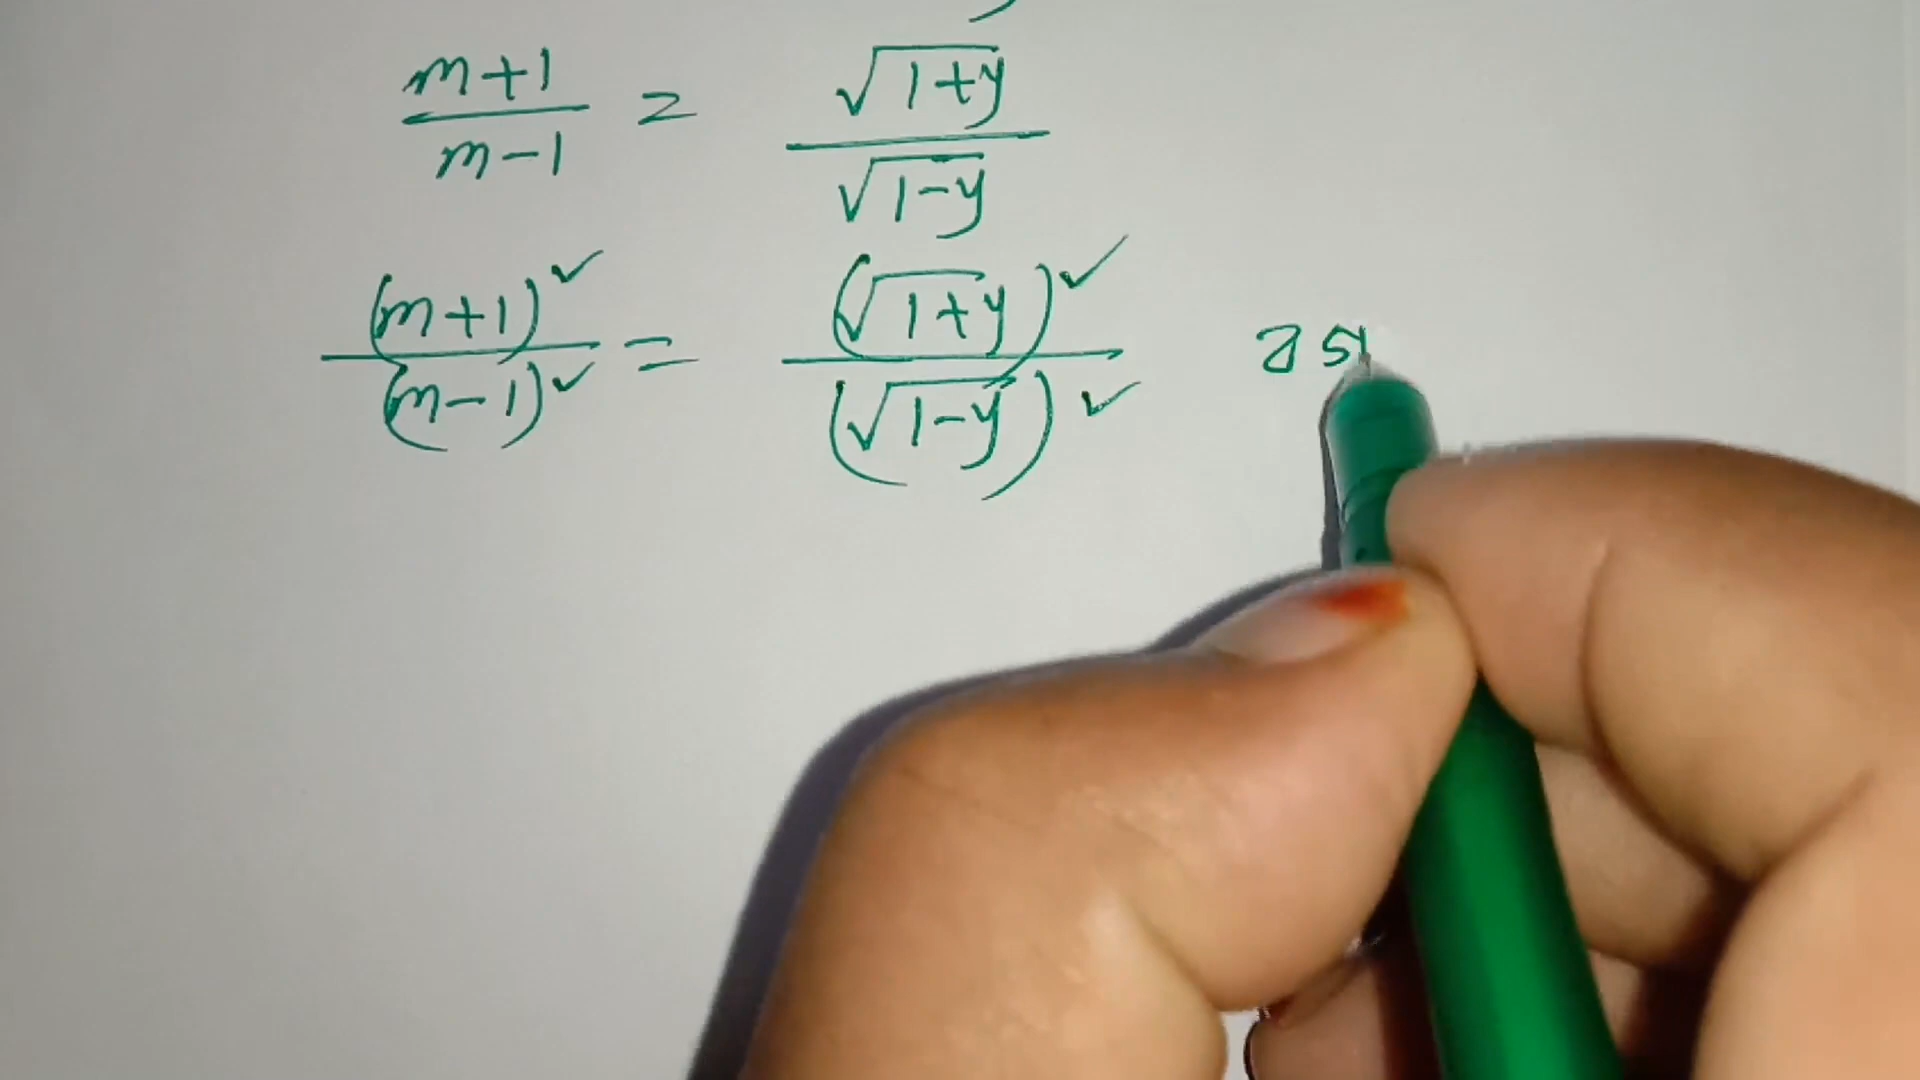 m+1 / m-1 = √1+y / √1-y
(m+1)² / (m-1)² = (√1+y)² / (√1-y)²